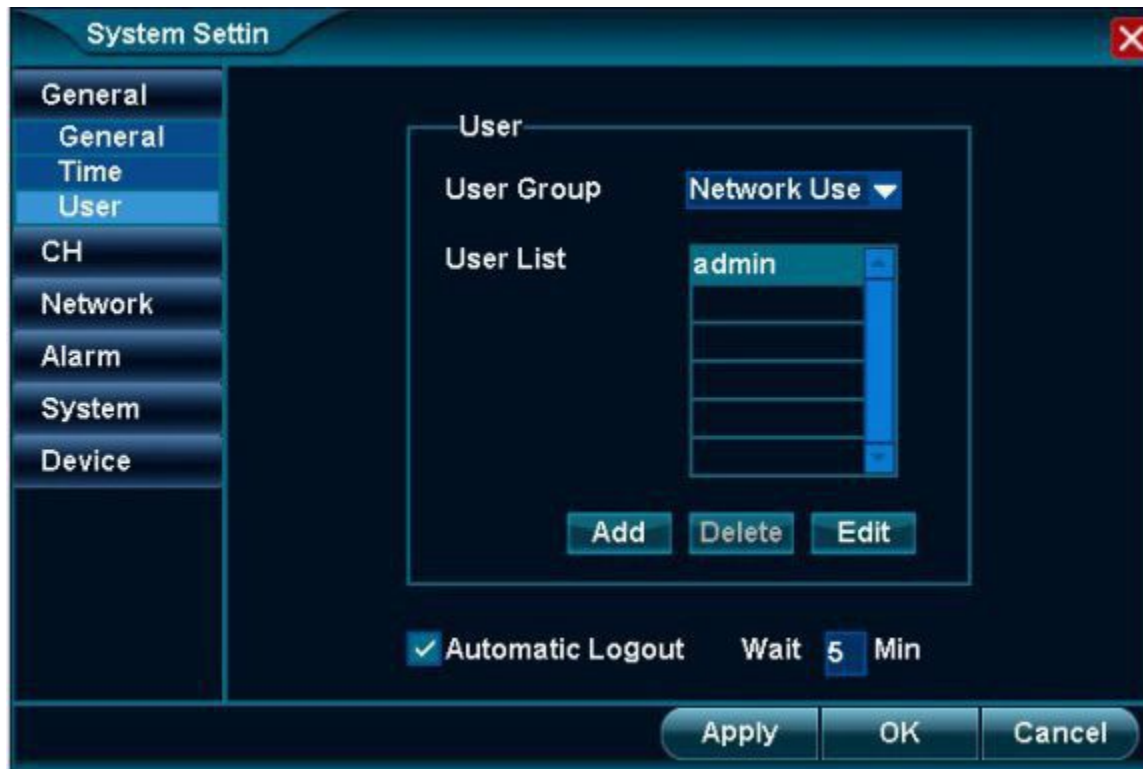 System Settin
General
General
Time
User
CH
Network
Alarm
System
Device
User
User Group
Network Use
User List
admin
Add
Delete
Edit
Automatic Logout
Wait 5 Min
Apply
OK
Cancel